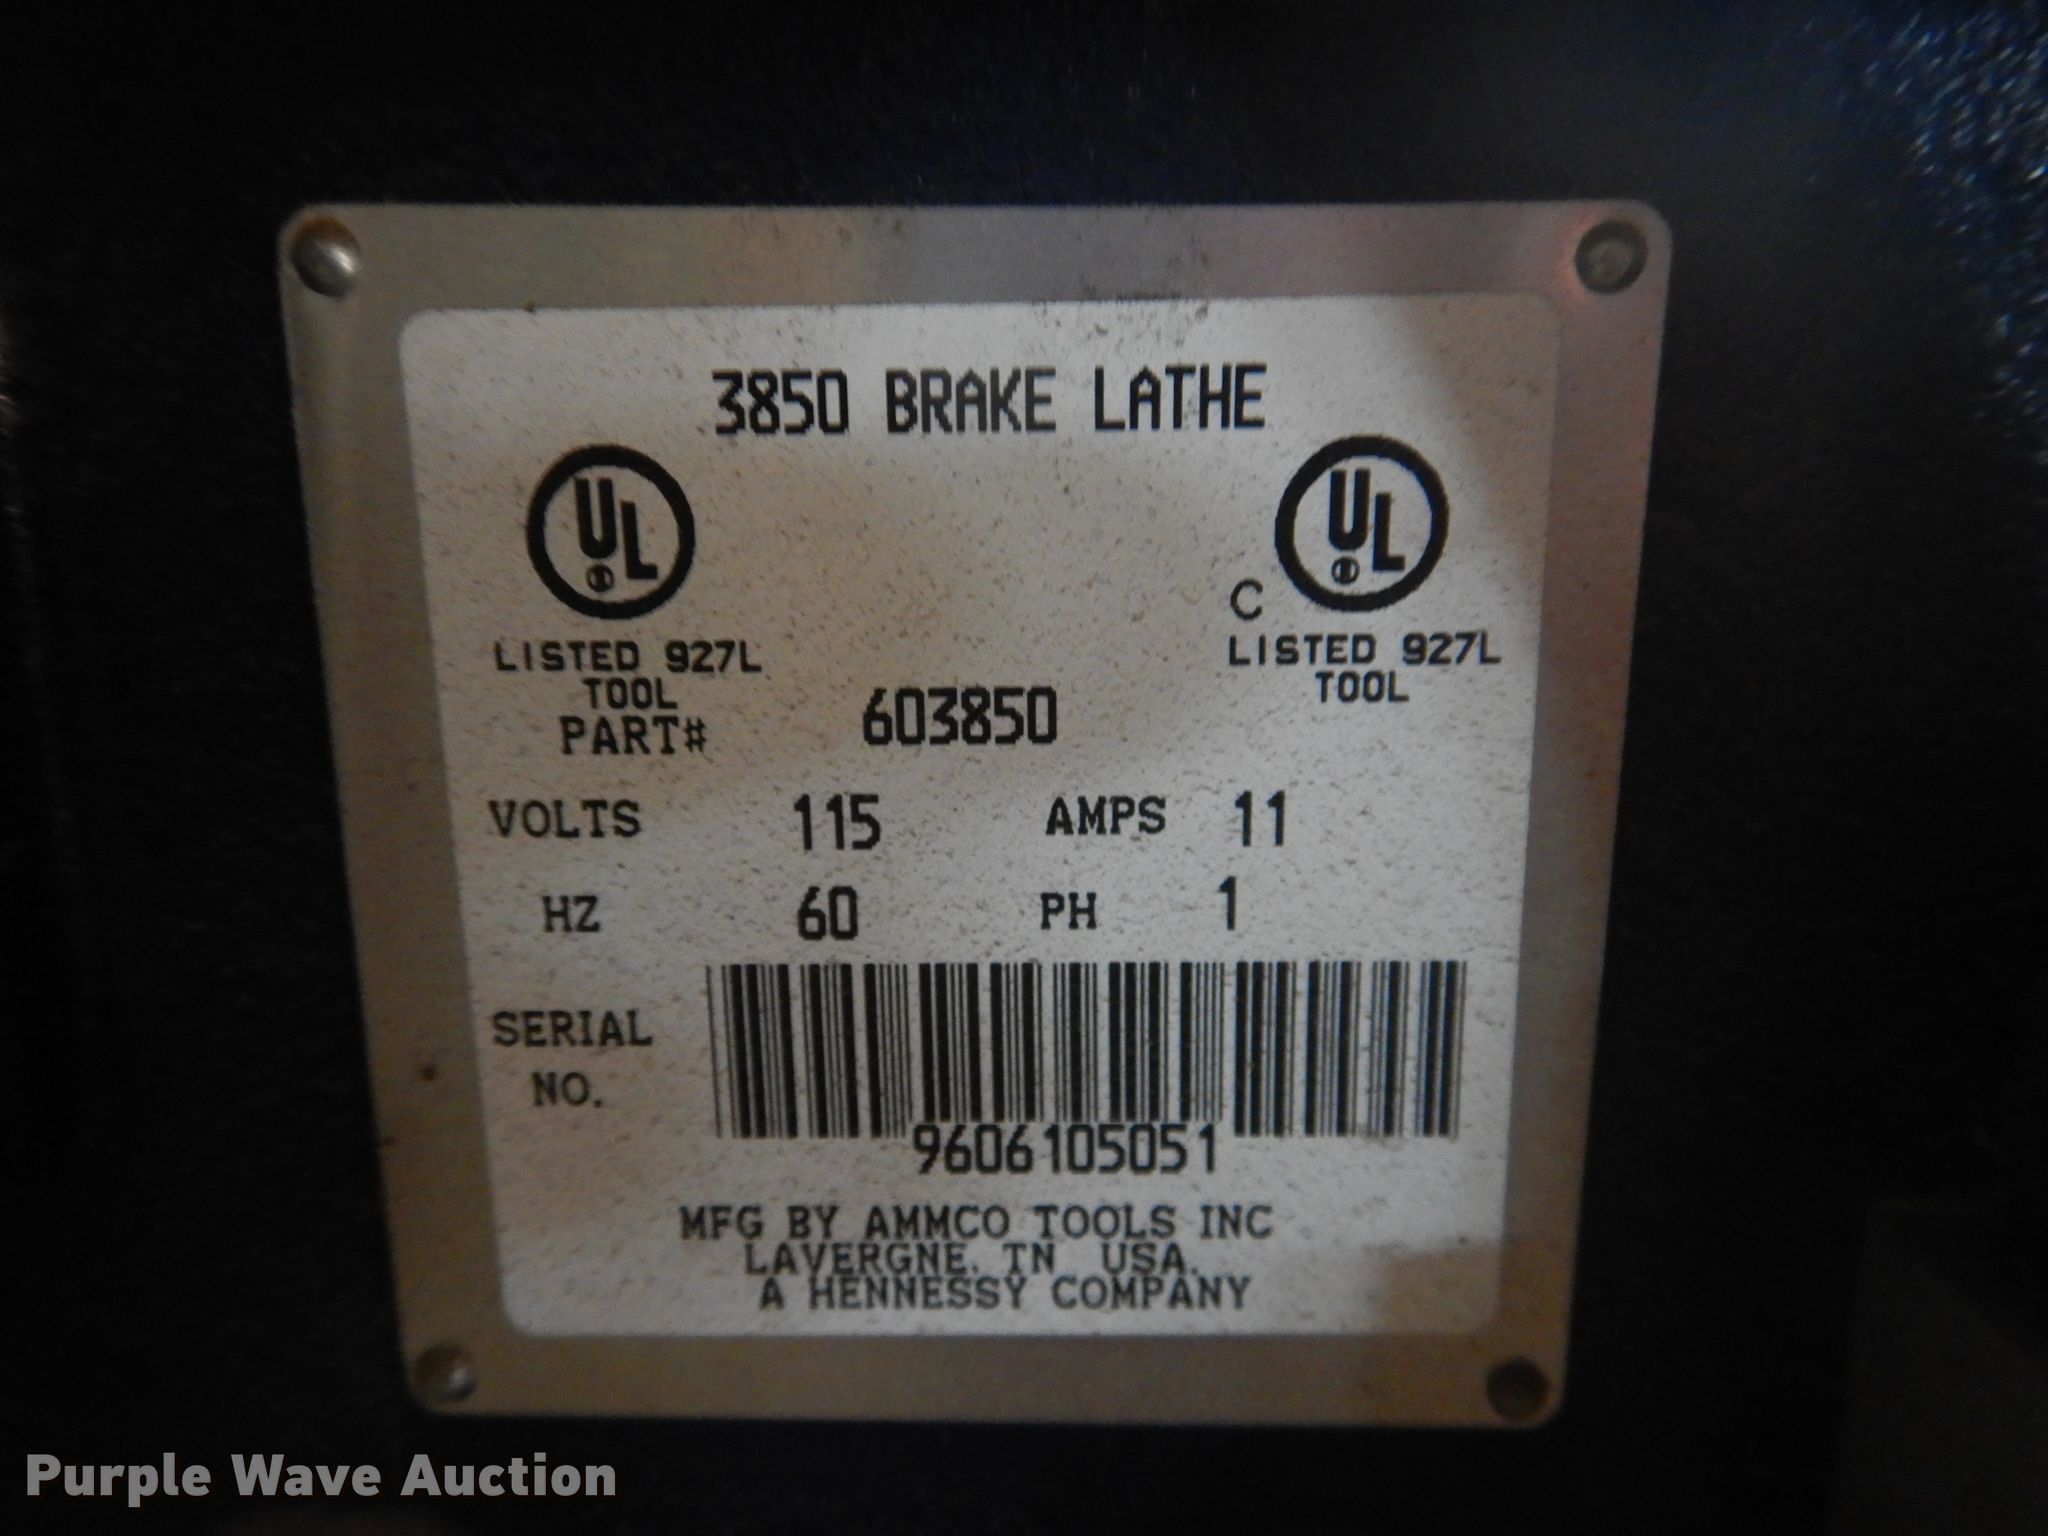 3850 BRAKE LATHE
UL
LISTED 927L
TOOL
C UL
LISTED 927L
TOOL
PART# 603850
VOLTS 115 AMPS 11
HZ 60 PH 1
SERIAL
NO.
9606105051
MFG BY AMMCO TOOLS INC
LAVERGNE, TN USA.
A HENNESSY COMPANY
Purple Wave Auction